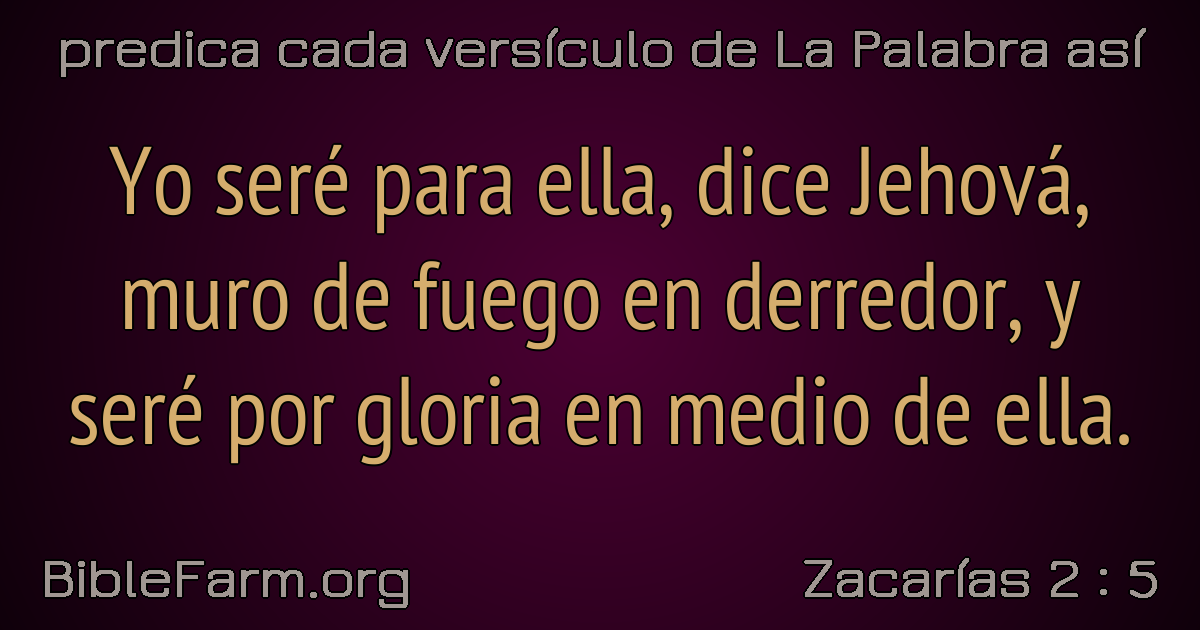 predica cada versículo de La Palabra así
Yo seré para ella, dice Jehová,
muro de fuego en derredor, y
seré por gloria en medio de ella.
BibleFarm.org
Zacarías 2 : 5